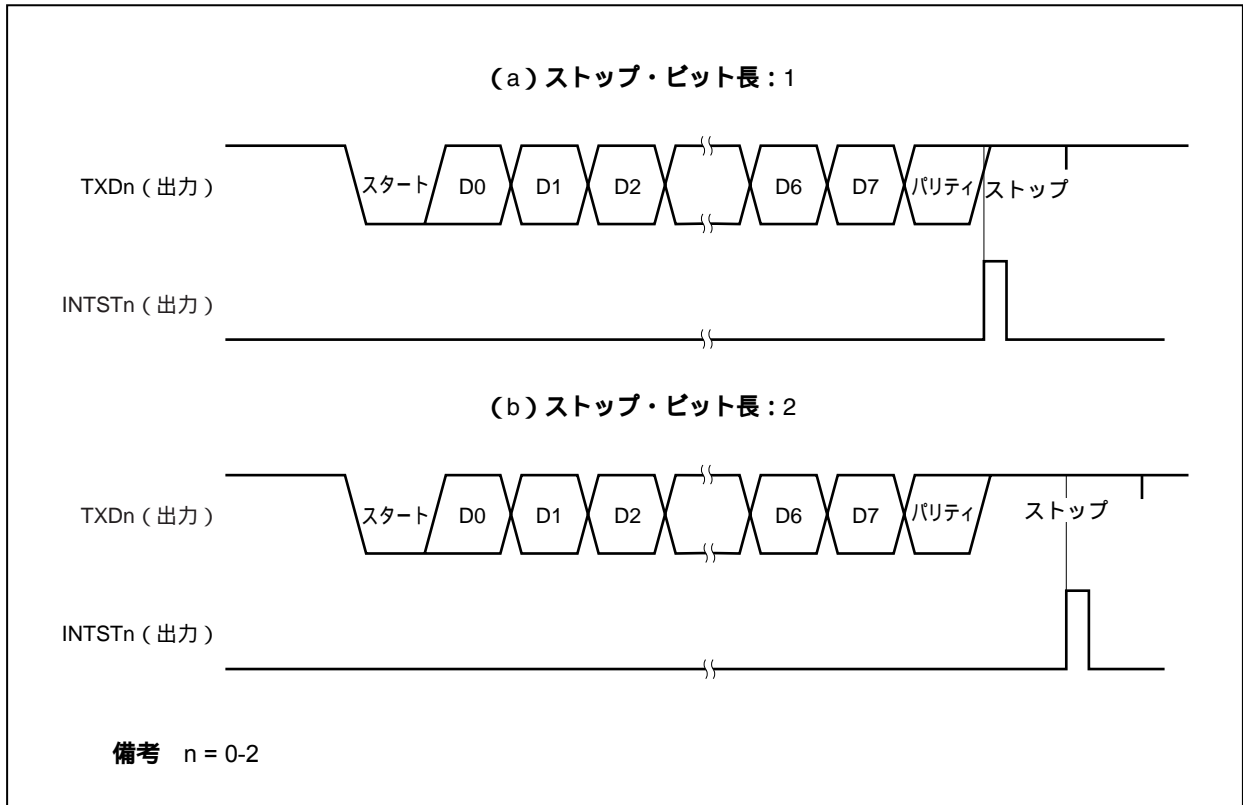 （a）ストップ・ビット長：1
TXDn（出力）
スタート D0 D1 D2 D6 D7 パリティ ストップ
INTSTn（出力）
（b）ストップ・ビット長：2
TXDn（出力）
スタート D0 D1 D2 D6 D7 パリティ ストップ
INTSTn（出力）
備考 n = 0-2